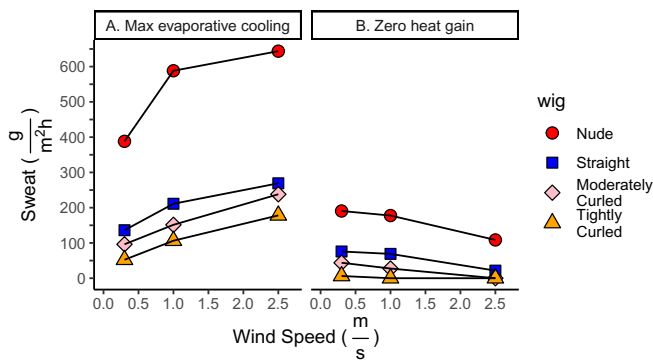 A. Max evaporative cooling
B. Zero heat gain
Sweat ( g / m²h )
600
500
400
300
200
100
0
0.0 0.5 1.0 1.5 2.0 2.5
0.0 0.5 1.0 1.5 2.0 2.5
Wind Speed ( m / s )
wig
Nude
Straight
Moderately
Curled
Tightly
Curled